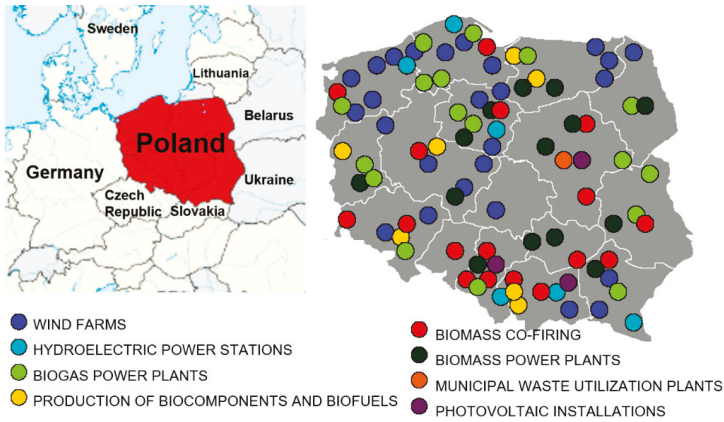 Sweden
Lithuania
Belarus
Poland
Germany
Ukraine
Czech
Republic
Slovakia
WIND FARMS
HYDROELECTRIC POWER STATIONS
BIOGAS POWER PLANTS
PRODUCTION OF BIOCOMPONENTS AND BIOFUELS
BIOMASS CO-FIRING
BIOMASS POWER PLANTS
MUNICIPAL WASTE UTILIZATION PLANTS
PHOTOVOLTAIC INSTALLATIONS